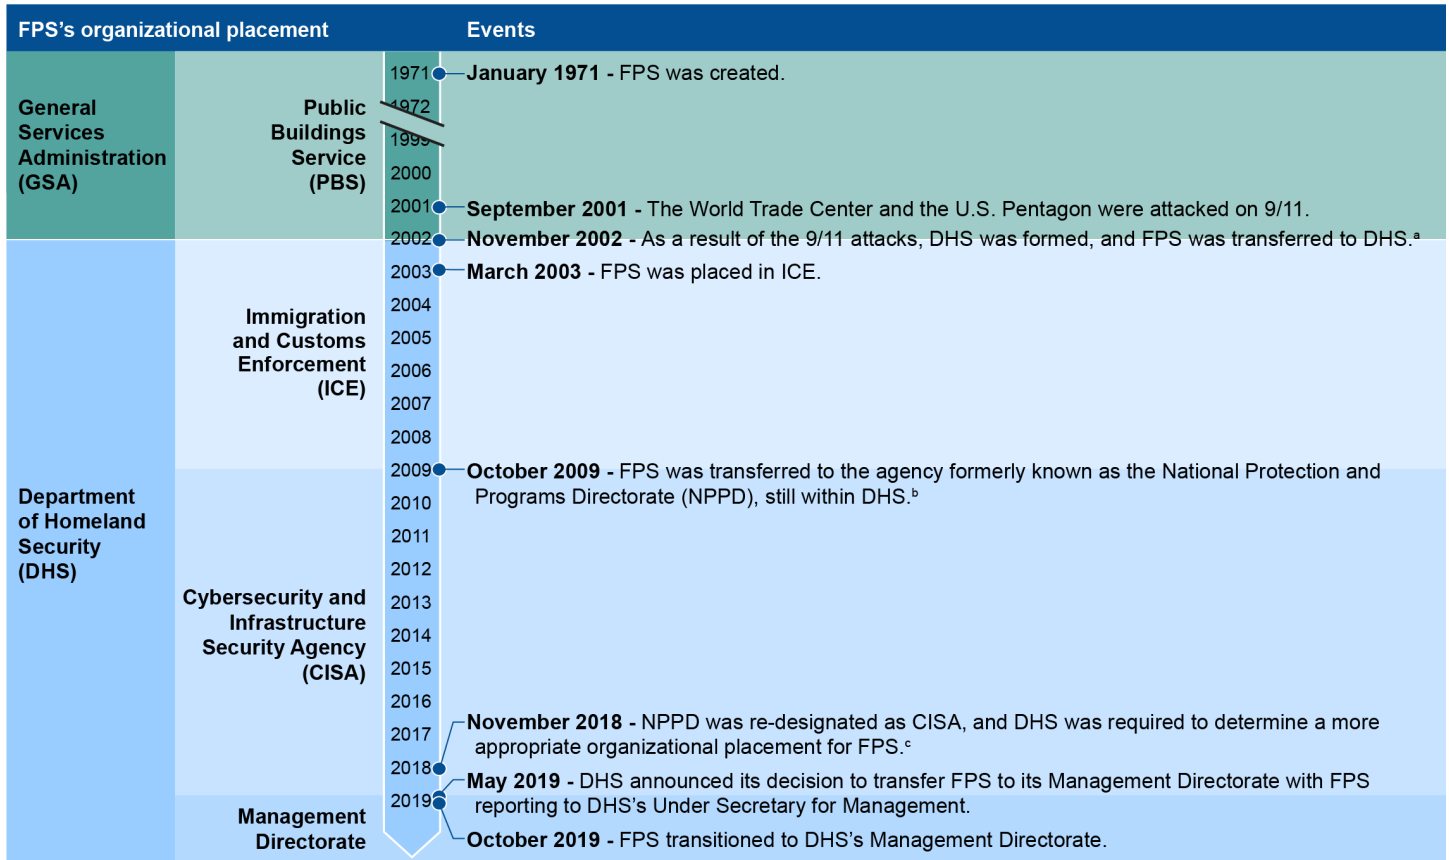 FPS's organizational placement
Events
General
Services
Administration
(GSA)
Public
Buildings
Service
(PBS)
1971
1972
1999
2000
2001
2002
January 1971 - FPS was created.
September 2001 - The World Trade Center and the U.S. Pentagon were attacked on 9/11.
November 2002 - As a result of the 9/11 attacks, DHS was formed, and FPS was transferred to DHS.a
Department
of Homeland
Security
(DHS)
Immigration
and Customs
Enforcement
(ICE)
2003
2004
2005
2006
2007
2008
March 2003 - FPS was placed in ICE.
Cybersecurity and
Infrastructure
Security Agency
(CISA)
2009
2010
2011
2012
2013
2014
2015
2016
2017
2018
October 2009 - FPS was transferred to the agency formerly known as the National Protection and
Programs Directorate (NPPD), still within DHS.b
November 2018 - NPPD was re-designated as CISA, and DHS was required to determine a more
appropriate organizational placement for FPS.c
Management
Directorate
2019
May 2019 - DHS announced its decision to transfer FPS to its Management Directorate with FPS
reporting to DHS's Under Secretary for Management.
October 2019 - FPS transitioned to DHS's Management Directorate.